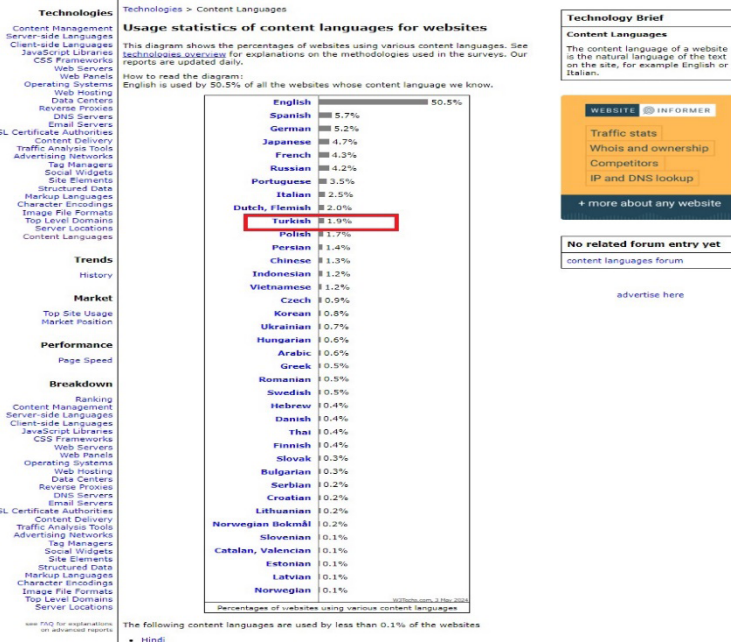 Technologies
Content Management
Server-side Languages
Client-side Languages
JavaScript Libraries
CSS Frameworks
Web Servers
Web Panels
Operating Systems
Web Hosting
Data Centers
Reverse Proxies
DNS Servers
Email Servers
SL Certificate Authorities
Content Delivery
Traffic Analysis Tools
Advertising Networks
Tag Managers
Social Widgets
Site Elements
Structured Data
Markup Languages
Character Encodings
Image File Formats
Top Level Domains
Server Locations
Content Languages
Trends
History
Market
Top Site Usage
Market Position
Performance
Page Speed
Breakdown
Ranking
Content Management
Server-side Languages
Client-side Languages
JavaScript Libraries
CSS Frameworks
Web Servers
Web Panels
Operating Systems
Web Hosting
Data Centers
Reverse Proxies
DNS Servers
Email Servers
SL Certificate Authorities
Content Delivery
Traffic Analysis Tools
Advertising Networks
Tag Managers
Social Widgets
Site Elements
Structured Data
Markup Languages
Character Encodings
Image File Formats
Top Level Domains
Server Locations
see FAQ for explanations
on advanced reports
Technologies > Content Languages
Usage statistics of content languages for websites
This diagram shows the percentages of websites using various content languages. See
technologies overview for explanations on the methodologies used in the surveys. Our
reports are updated daily.
How to read the diagram:
English is used by 50.5% of all the websites whose content language we know.
English 50.5%
Spanish 5.7%
German 5.2%
Japanese 4.7%
French 4.3%
Russian 4.2%
Portuguese 3.5%
Italian 2.5%
Dutch, Flemish 2.0%
Turkish 1.9%
Polish 1.7%
Persian 1.4%
Chinese 1.3%
Indonesian 1.2%
Vietnamese 1.2%
Czech 0.9%
Korean 0.8%
Ukrainian 0.7%
Hungarian 0.6%
Arabic 0.6%
Greek 0.5%
Romanian 0.5%
Swedish 0.5%
Hebrew 0.4%
Danish 0.4%
Thai 0.4%
Finnish 0.4%
Slovak 0.3%
Bulgarian 0.3%
Serbian 0.2%
Croatian 0.2%
Lithuanian 0.2%
Norwegian Bokmål 0.2%
Slovenian 0.1%
Catalan, Valencian 0.1%
Estonian 0.1%
Latvian 0.1%
Norwegian 0.1%
W3Techs.com, 3 May 2024
Percentages of websites using various content languages
The following content languages are used by less than 0.1% of the websites
• Hindi
Technology Brief
Content Languages
The content language of a website
is the natural language of the text
on the site, for example English or
Italian.
WEBSITE INFORMER
Traffic stats
Whois and ownership
Competitors
IP and DNS lookup
+ more about any website
No related forum entry yet
content languages forum
advertise here